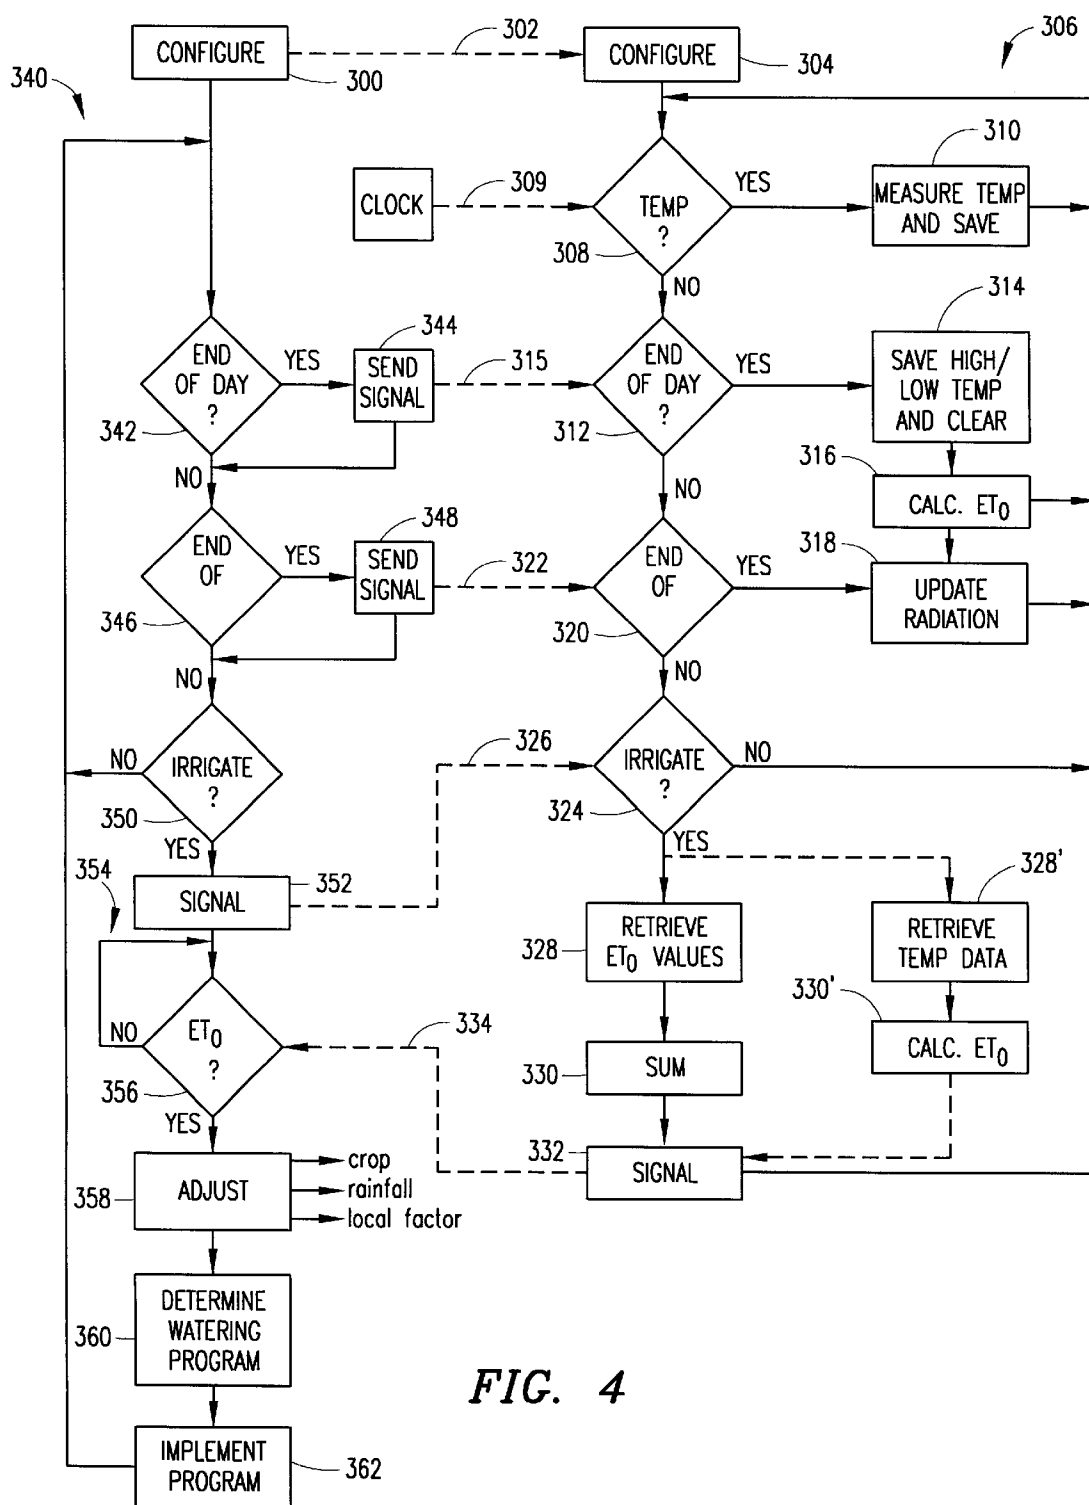 CONFIGURE
300
302
CONFIGURE
304
306
340
CLOCK
309
TEMP
?
308
YES
NO
310
MEASURE TEMP
AND SAVE
END
OF DAY
?
342
YES
NO
344
SEND
SIGNAL
315
END
OF DAY
?
312
YES
NO
314
SAVE HIGH/
LOW TEMP
AND CLEAR
316
CALC. ET0
318
UPDATE
RADIATION
END
OF
346
YES
NO
348
SEND
SIGNAL
322
END
OF
320
YES
NO
IRRIGATE
?
350
NO
YES
326
IRRIGATE
?
324
NO
YES
354
352
SIGNAL
328
RETRIEVE
ET0 VALUES
328'
RETRIEVE
TEMP DATA
ET0
?
356
NO
YES
334
330
SUM
330'
CALC. ET0
332
SIGNAL
358
ADJUST
crop
rainfall
local factor
360
DETERMINE
WATERING
PROGRAM
IMPLEMENT
PROGRAM
362
FIG. 4